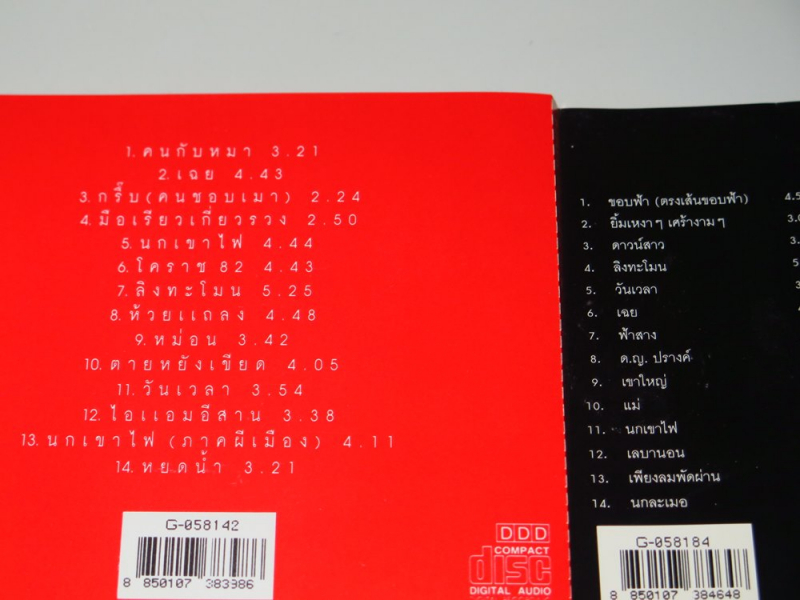 1. คนกับหมา 3.21
2. เฉย 4.43
3. กรึ๊บ(คนชอบเมา) 2.24
4. มือเรียวเกี่ยวรวง 2.50
5. นกเขาไฟ 4.44
6. โคราช 82 4.43
7. ลิงทะโมน 5.25
8. ห้วยแถลง 4.48
9. หม่อน 3.42
10. ตายหยังเขียด 4.05
11. วันเวลา 3.54
12. ไอแอมอีสาน 3.38
13. นกเขาไฟ (ภาคผีเมือง) 4.11
14. หยดน้ำ 3.21
G-058142
8 850107 383986
DDD
COMPACT
disc
DIGITAL AUDIO
1. ขอบฟ้า (ตรงเส้นขอบฟ้า)
2. ยิ้มเหงาๆ เศร้างามๆ
3. ดาวน์สาว
4. ลิงทะโมน
5. วันเวลา
6. เฉย
7. ฟ้าสาง
8. ด.ญ. ปรางค์
9. เขาใหญ่
10. แม่
11. นกเขาไฟ
12. เลบานอน
13. เพียงลมพัดผ่าน
14. นกละเมอ
G-058184
8 850107 384648